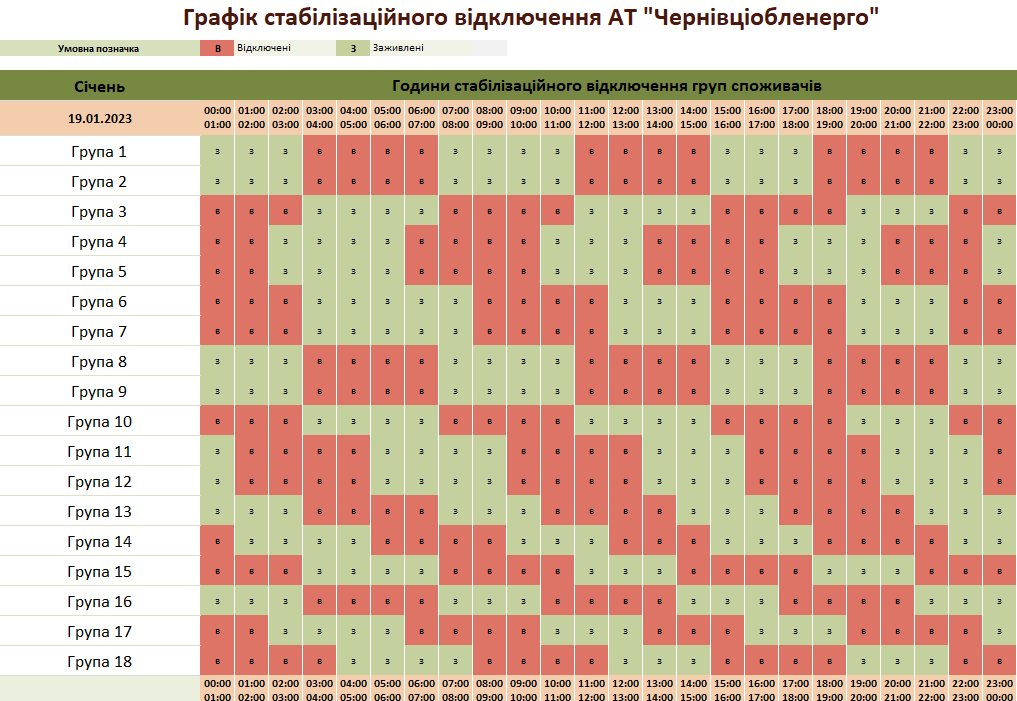 Графік стабілізаційного відключення АТ "Чернівціобленерго"
Умовна позначка В Відключені З Заживлені
Січень Години стабілізаційного відключення груп споживачів
19.01.2023 00:00 01:00 02:00 03:00 04:00 05:00 06:00 07:00 08:00 09:00 10:00 11:00 12:00 13:00 14:00 15:00 16:00 17:00 18:00 19:00 20:00 21:00 22:00 23:00
01:00 02:00 03:00 04:00 05:00 06:00 07:00 08:00 09:00 10:00 11:00 12:00 13:00 14:00 15:00 16:00 17:00 18:00 19:00 20:00 21:00 22:00 23:00 00:00
Група 1 з з з в в в в з з з з в в в в з з з в в в в з з
Група 2 з з з в в в в з з з з в в в в з з з в в в в з з
Група 3 в в в з з з з в в в в з з з з в в в в з з з в в
Група 4 в в з з з з в в в в з з з в в в в з з з в в в з
Група 5 в в з з з з в в в в з з з в в в в з з з в в в з
Група 6 в в в з з з з з в в в в з з з в в в в з з з в в
Група 7 в в в з з з з з в в в в з з з в в в в з з з в в
Група 8 з з з в в в в з з з з в в в в з з з в в в в з з
Група 9 з з з в в в в з з з з в в в в з з з в в в в з з
Група 10 в в в з з з з в в в в з з з з в в в в з з з в в
Група 11 з в в в в з з з з в в в в з з з в в в в з з з в
Група 12 з в в в в з з з з в в в в з з з в в в в з з з в
Група 13 з з з в в в в з з з в в в в з з з в в в в з з з
Група 14 в з з з з в в в в з з з в в в з з з в в в в з з
Група 15 в в в з з з з в в в в з з з в в в в з з з в в в
Група 16 з з з в в в в з з з в в в в з з з в в в в з з з
Група 17 в в з з з з в в в в з з з в в в з з з в в в в з
Група 18 в в в в з з з з в в в в з з з в в в в з з з в в
00:00 01:00 02:00 03:00 04:00 05:00 06:00 07:00 08:00 09:00 10:00 11:00 12:00 13:00 14:00 15:00 16:00 17:00 18:00 19:00 20:00 21:00 22:00 23:00
01:00 02:00 03:00 04:00 05:00 06:00 07:00 08:00 09:00 10:00 11:00 12:00 13:00 14:00 15:00 16:00 17:00 18:00 19:00 20:00 21:00 22:00 23:00 00:00